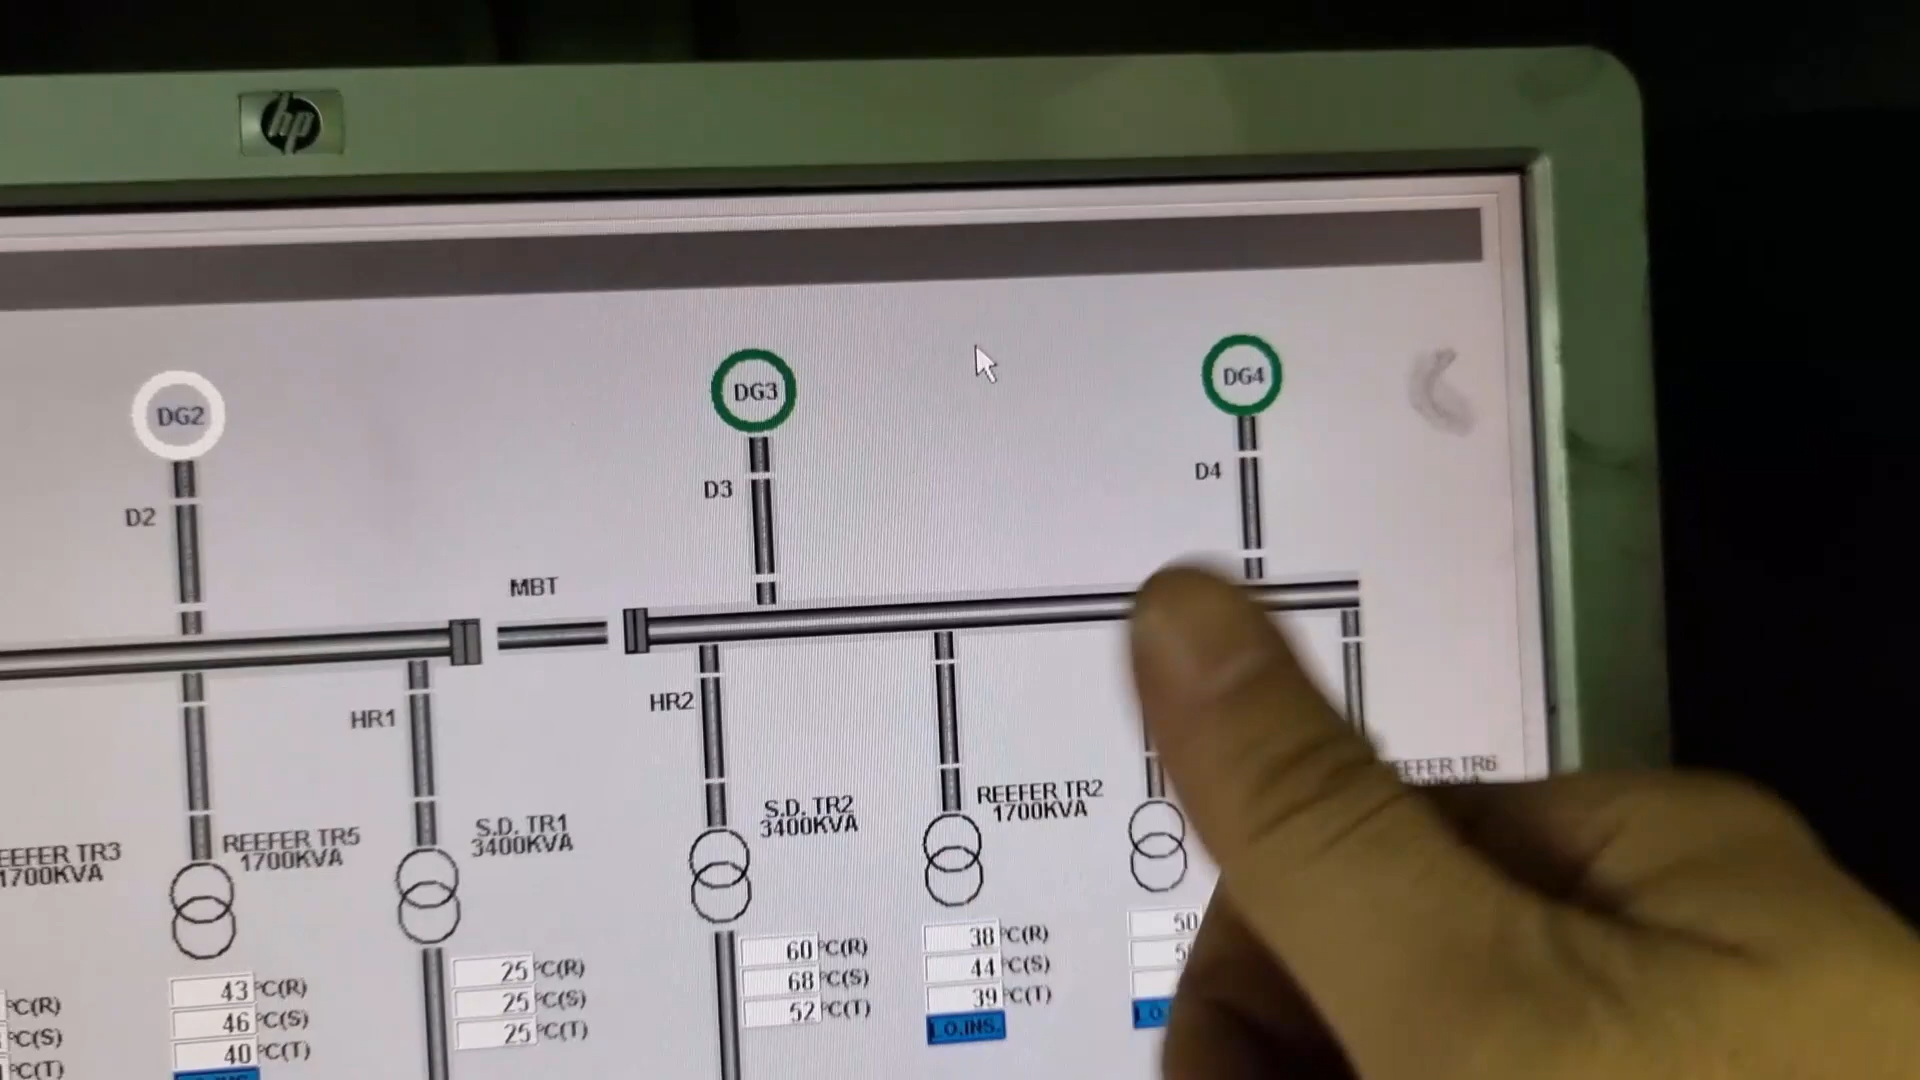 hp
DG2
DG3
DG4
D2
D3
D4
MBT
HR1
HR2
REEFER TR5
1700KVA
S.D. TR1
3400KVA
S.D. TR2
3400KVA
REEFER TR2
1700KVA
EEFER TR6
EEFER TR3
1700KVA
43 °C(R)
46 °C(S)
40 °C(T)
25 °C(R)
25 °C(S)
25 °C(T)
60 °C(R)
68 °C(S)
52 °C(T)
38 °C(R)
44 °C(S)
39 °C(T)
LO.INS.
50
LO.
°C(R)
°C(S)
°C(T)